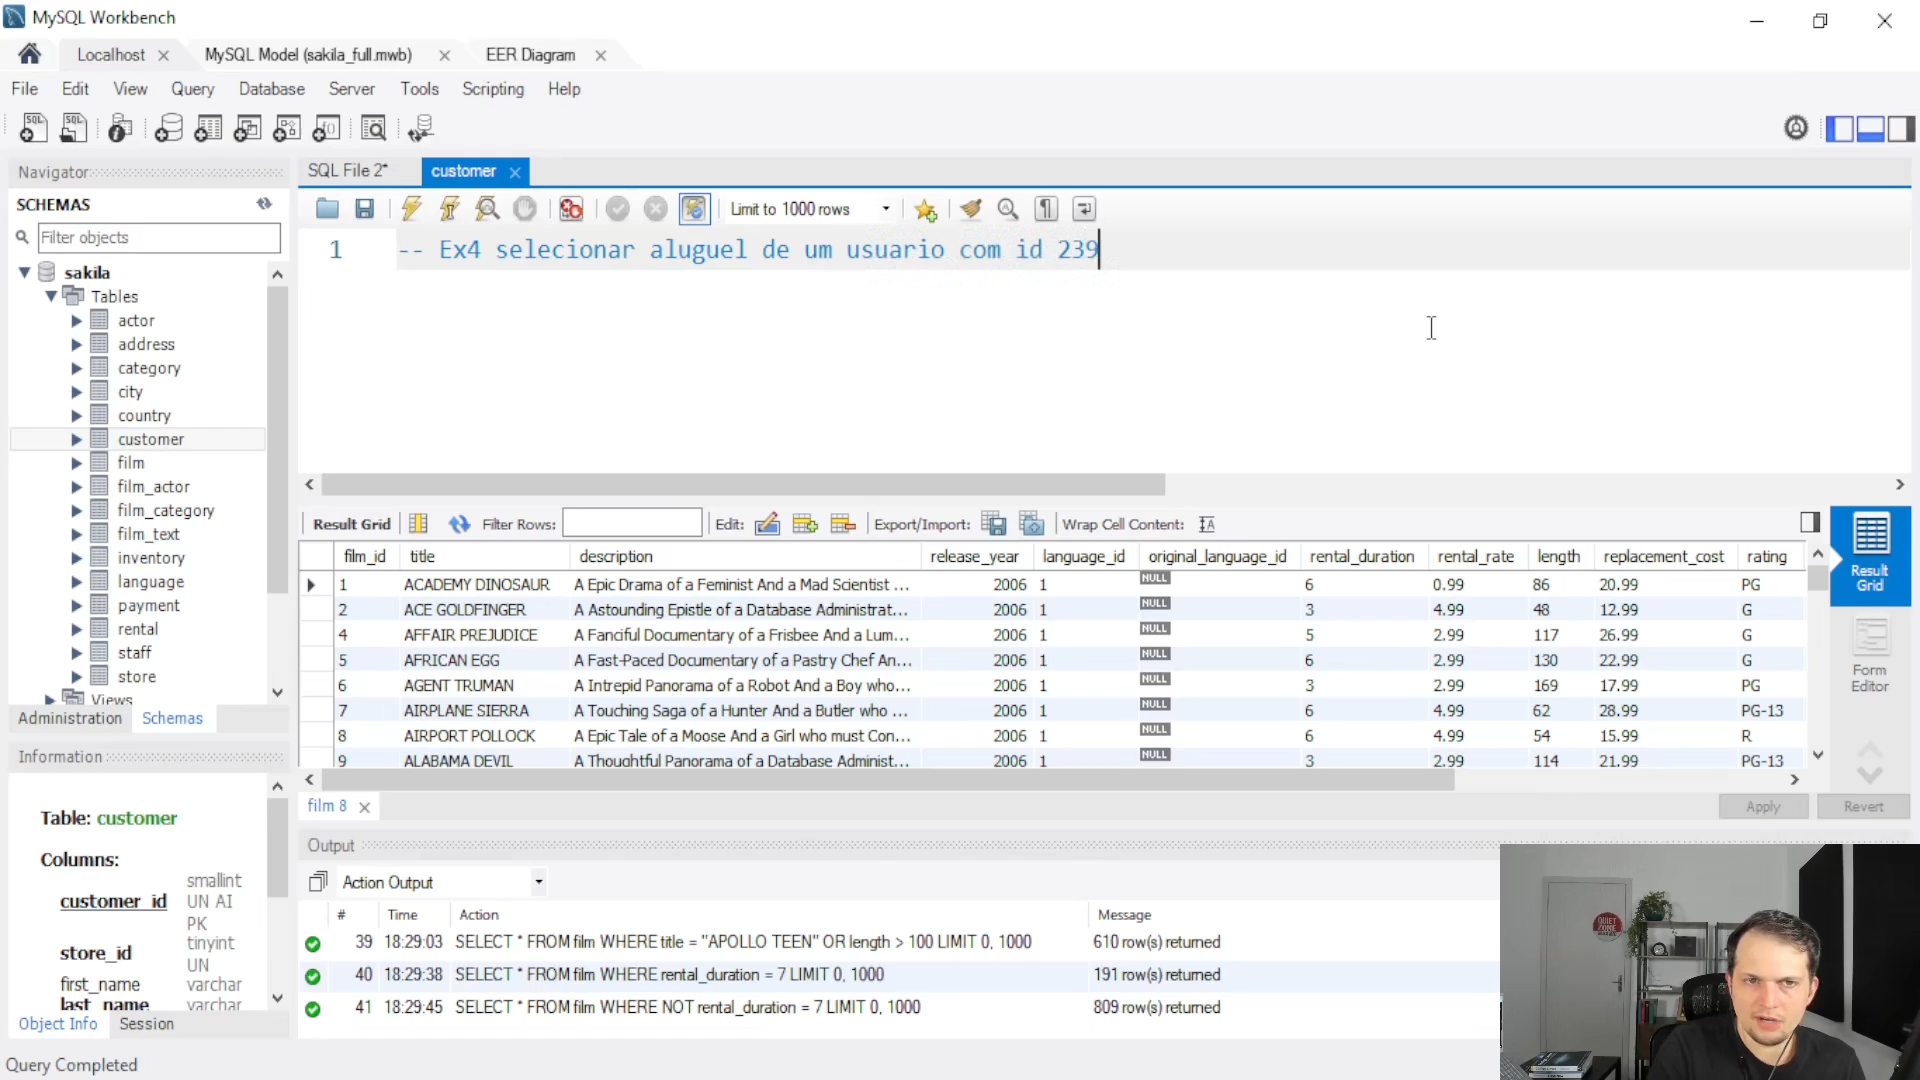 MySQL Workbench
Localhost
MySQL Model (sakila_full.mwb)
EER Diagram
File Edit View Query Database Server Tools Scripting Help
Navigator
SCHEMAS
Filter objects
sakila
Tables
actor
address
category
city
country
customer
film
film_actor
film_category
film_text
inventory
language
payment
rental
staff
store
Views
Administration Schemas
Information
Table: customer
Columns:
customer_id smallint UN AI PK
store_id tinyint UN
first_name varchar
last_name varchar
Object Info Session
Query Completed
SQL File 2* customer
Limit to 1000 rows
1 -- Ex4 selecionar aluguel de um usuario com id 239
Result Grid Filter Rows: Edit: Export/Import: Wrap Cell Content:
film_id title description release_year language_id original_language_id rental_duration rental_rate length replacement_cost rating
1 ACADEMY DINOSAUR A Epic Drama of a Feminist And a Mad Scientist ... 2006 1 NULL 6 0.99 86 20.99 PG
2 ACE GOLDFINGER A Astounding Epistle of a Database Administrat... 2006 1 NULL 3 4.99 48 12.99 G
4 AFFAIR PREJUDICE A Fanciful Documentary of a Frisbee And a Lum... 2006 1 NULL 5 2.99 117 26.99 G
5 AFRICAN EGG A Fast-Paced Documentary of a Pastry Chef An... 2006 1 NULL 6 2.99 130 22.99 G
6 AGENT TRUMAN A Intrepid Panorama of a Robot And a Boy who... 2006 1 NULL 3 2.99 169 17.99 PG
7 AIRPLANE SIERRA A Touching Saga of a Hunter And a Butler who ... 2006 1 NULL 6 4.99 62 28.99 PG-13
8 AIRPORT POLLOCK A Epic Tale of a Moose And a Girl who must Con... 2006 1 NULL 6 4.99 54 15.99 R
9 ALABAMA DEVIL A Thoughtful Panorama of a Database Administ... 2006 1 NULL 3 2.99 114 21.99 PG-13
Result Grid
Form Editor
film 8
Apply Revert
Output
Action Output
# Time Action Message
39 18:29:03 SELECT * FROM film WHERE title = "APOLLO TEEN" OR length > 100 LIMIT 0, 1000 610 row(s) returned
40 18:29:38 SELECT * FROM film WHERE rental_duration = 7 LIMIT 0, 1000 191 row(s) returned
41 18:29:45 SELECT * FROM film WHERE NOT rental_duration = 7 LIMIT 0, 1000 809 row(s) returned
QUIET
ZONE